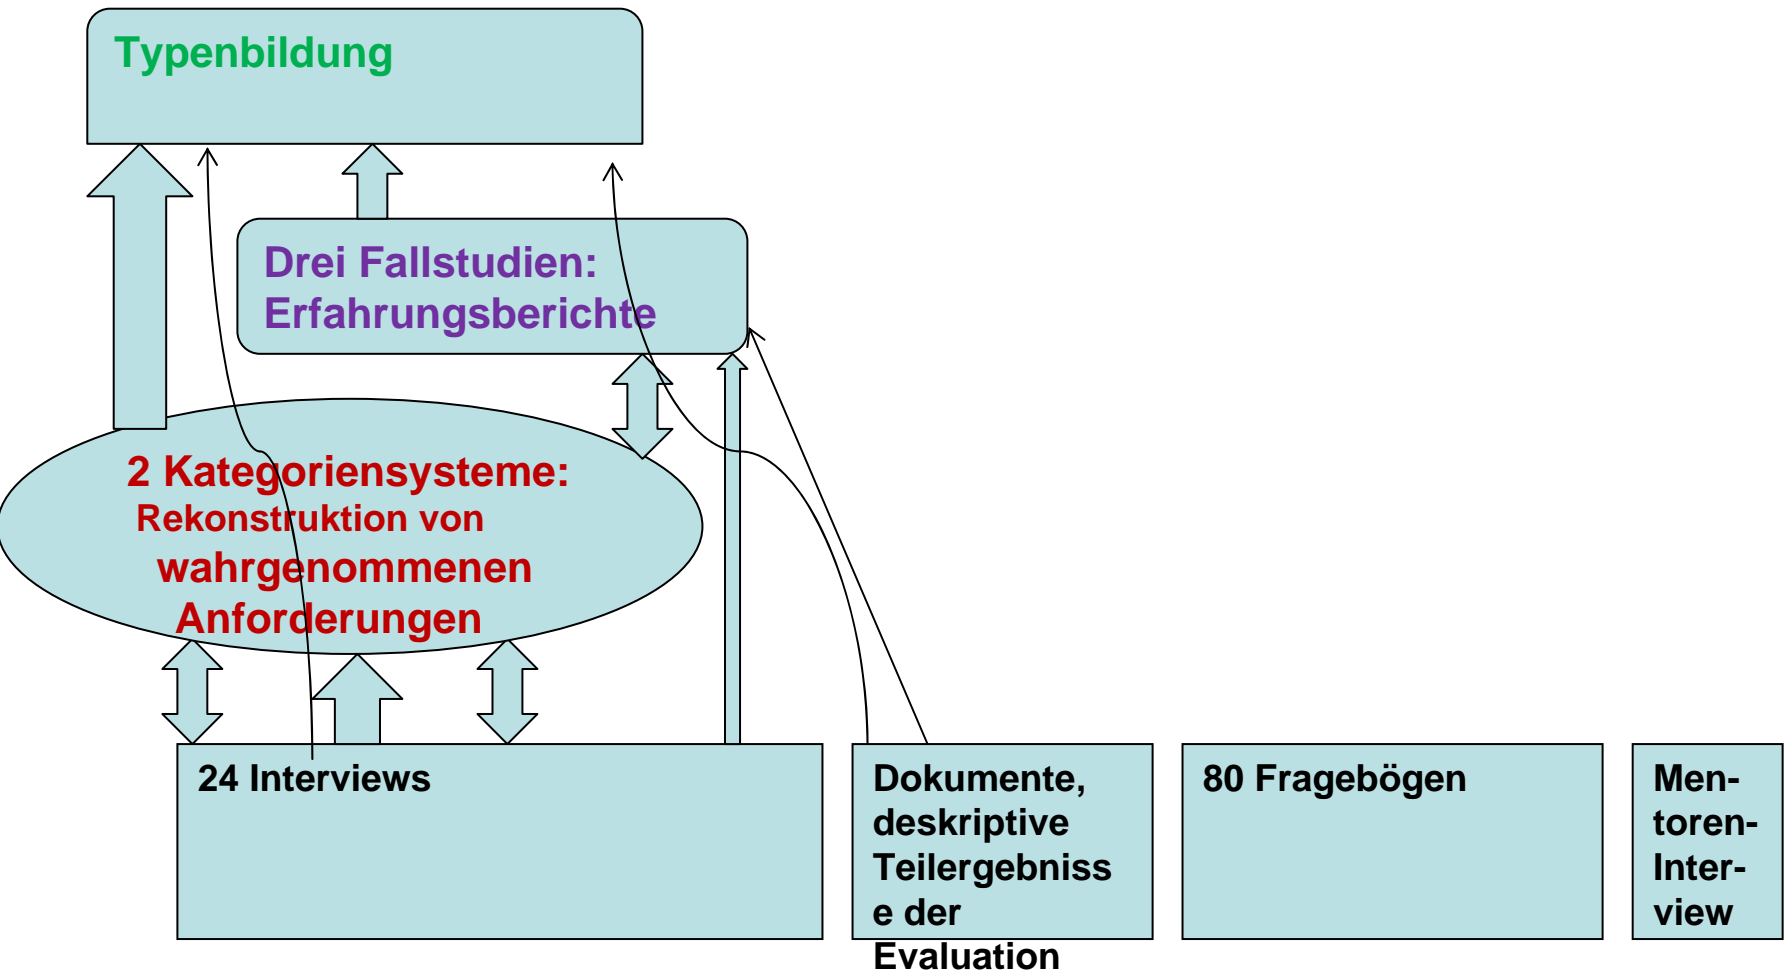 Typenbildung
Drei Fallstudien:
Erfahrungsberichte
2 Kategoriensysteme:
Rekonstruktion von
wahrgenommenen
Anforderungen
24 Interviews
Dokumente,
deskriptive
Teilergebniss
e der
Evaluation
80 Fragebögen
Men-
toren-
Inter-
view